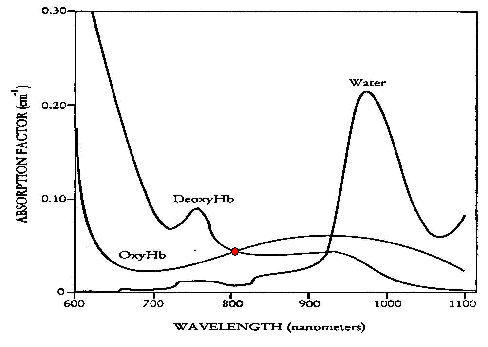 0.30
Water
0.20
ABSORPTION FACTOR (cm⁻¹)
DeoxyHb
0.10
OxyHb
0
600 700 800 900 1000 1100
WAVELENGTH (nanometers)